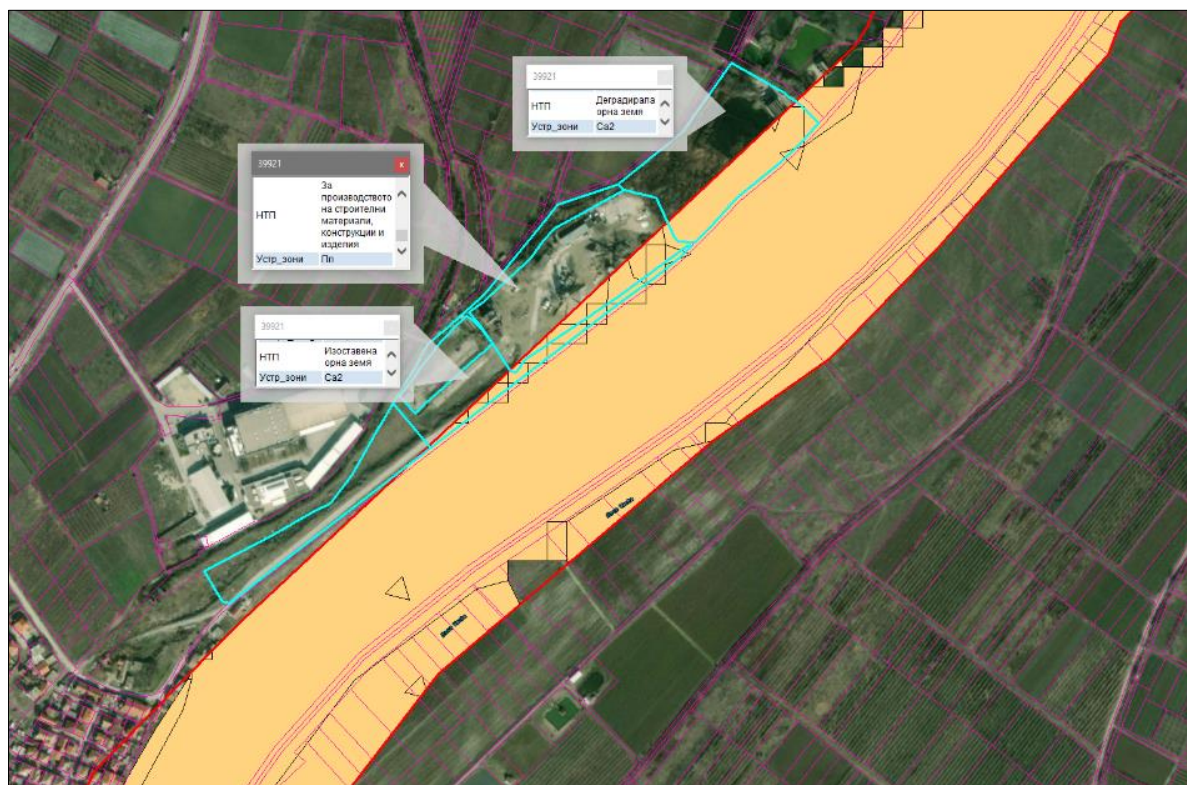 39921
НТП
Деградирала
орна земя
Устр_зони
Са2
39921
x
НТП
За
производството
на строителни
материали,
конструкции и
изделия
Устр_зони
Пп
39921
НТП
Изоставена
орна земя
Устр_зони
Са2